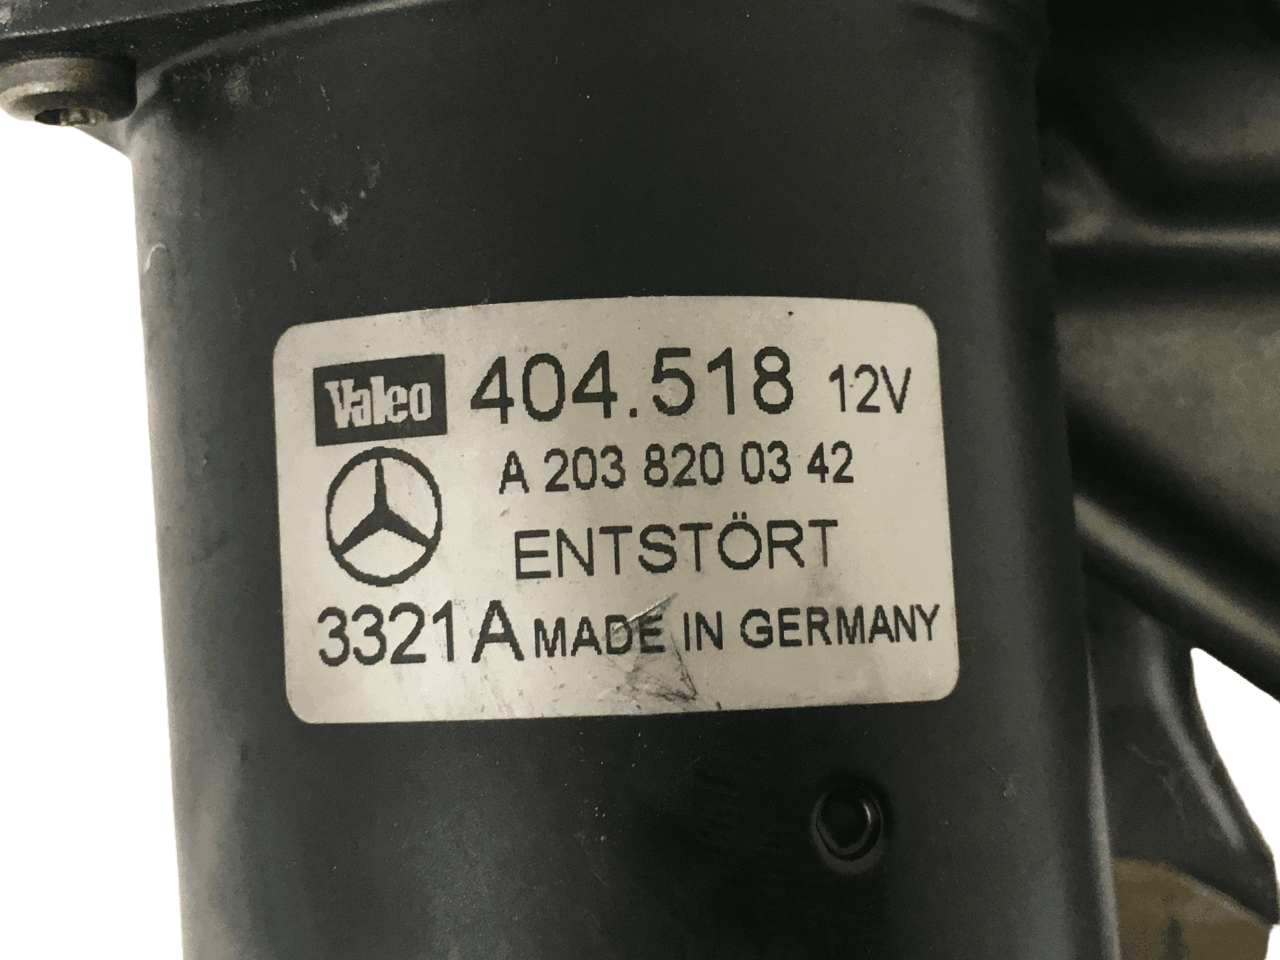 Valeo 404.518 12V
A 203 820 03 42
ENTSTÖRT
3321A MADE IN GERMANY